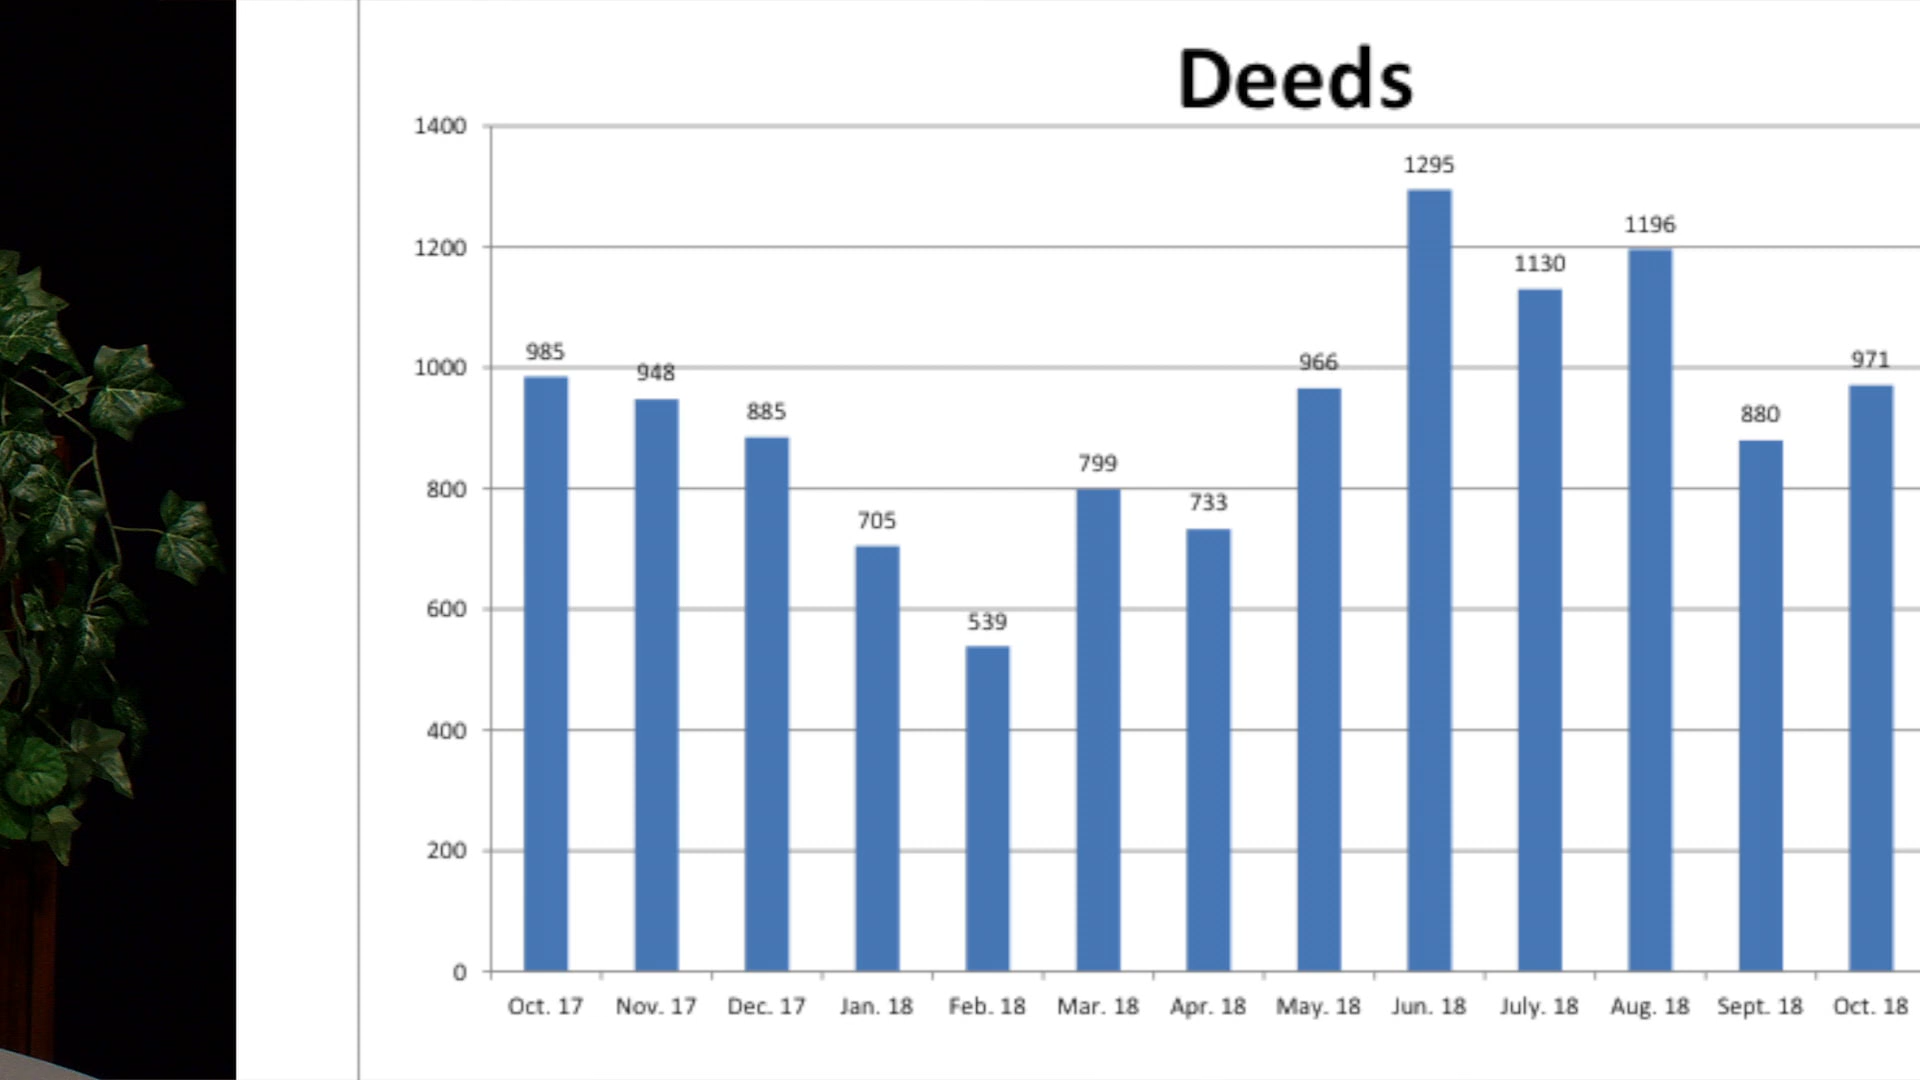 Deeds
1400
1200
1000
800
600
400
200
0
985
948
885
705
539
799
733
966
1295
1130
1196
880
971
Oct. 17
Nov. 17
Dec. 17
Jan. 18
Feb. 18
Mar. 18
Apr. 18
May. 18
Jun. 18
July. 18
Aug. 18
Sept. 18
Oct. 18